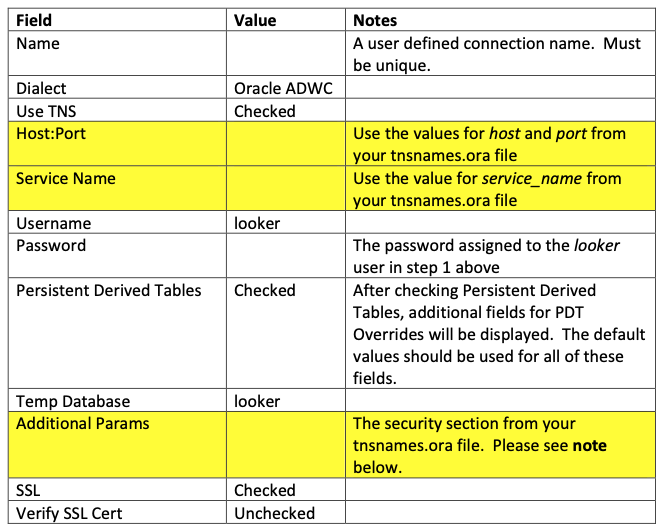 Field Value Notes
Name A user defined connection name.  Must
be unique.
Dialect Oracle ADWC
Use TNS Checked
Host:Port Use the values for host and port from
your tnsnames.ora file
Service Name Use the value for service_name from
your tnsnames.ora file
Username looker
Password The password assigned to the looker
user in step 1 above
Persistent Derived Tables Checked After checking Persistent Derived
Tables, additional fields for PDT
Overrides will be displayed.  The default
values should be used for all of these
fields.
Temp Database looker
Additional Params The security section from your
tnsnames.ora file.  Please see note
below.
SSL Checked
Verify SSL Cert Unchecked